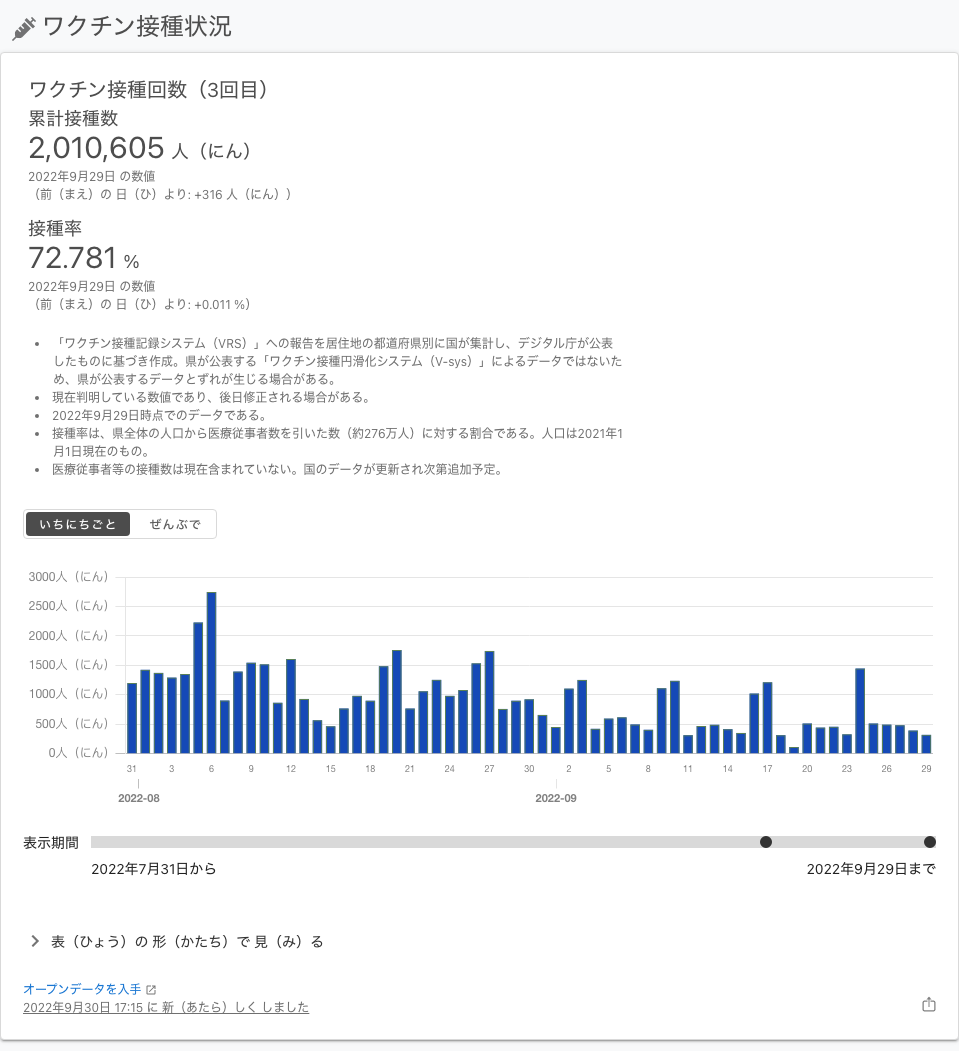 ワクチン接種状況
ワクチン接種回数（3回目）
累計接種数
2,010,605 人（にん）
2022年9月29日 の数値
（前（まえ）の 日（ひ）より: +316 人（にん））
接種率
72.781 %
2022年9月29日 の数値
（前（まえ）の 日（ひ）より: +0.011 %）
• 「ワクチン接種記録システム（VRS）」への報告を居住地の都道府県別に国が集計し、デジタル庁が公表
したものに基づき作成。県が公表する「ワクチン接種円滑化システム（V-sys）」によるデータではないた
め、県が公表するデータとずれが生じる場合がある。
• 現在判明している数値であり、後日修正される場合がある。
• 2022年9月29日時点でのデータである。
• 接種率は、県全体の人口から医療従事者数を引いた数（約276万人）に対する割合である。人口は2021年1
月1日現在のもの。
• 医療従事者等の接種数は現在含まれていない。国のデータが更新され次第追加予定。
いちにちごと ぜんぶで
3000人（にん）
2500人（にん）
2000人（にん）
1500人（にん）
1000人（にん）
500人（にん）
0人（にん）
31 3 6 9 12 15 18 21 24 27 30 2 5 8 11 14 17 20 23 26 29
2022-08 2022-09
表示期間
2022年7月31日から 2022年9月29日まで
表（ひょう）の 形（かたち）で 見（み）る
オープンデータを入手
2022年9月30日 17:15 に 新（あたら）しく しました